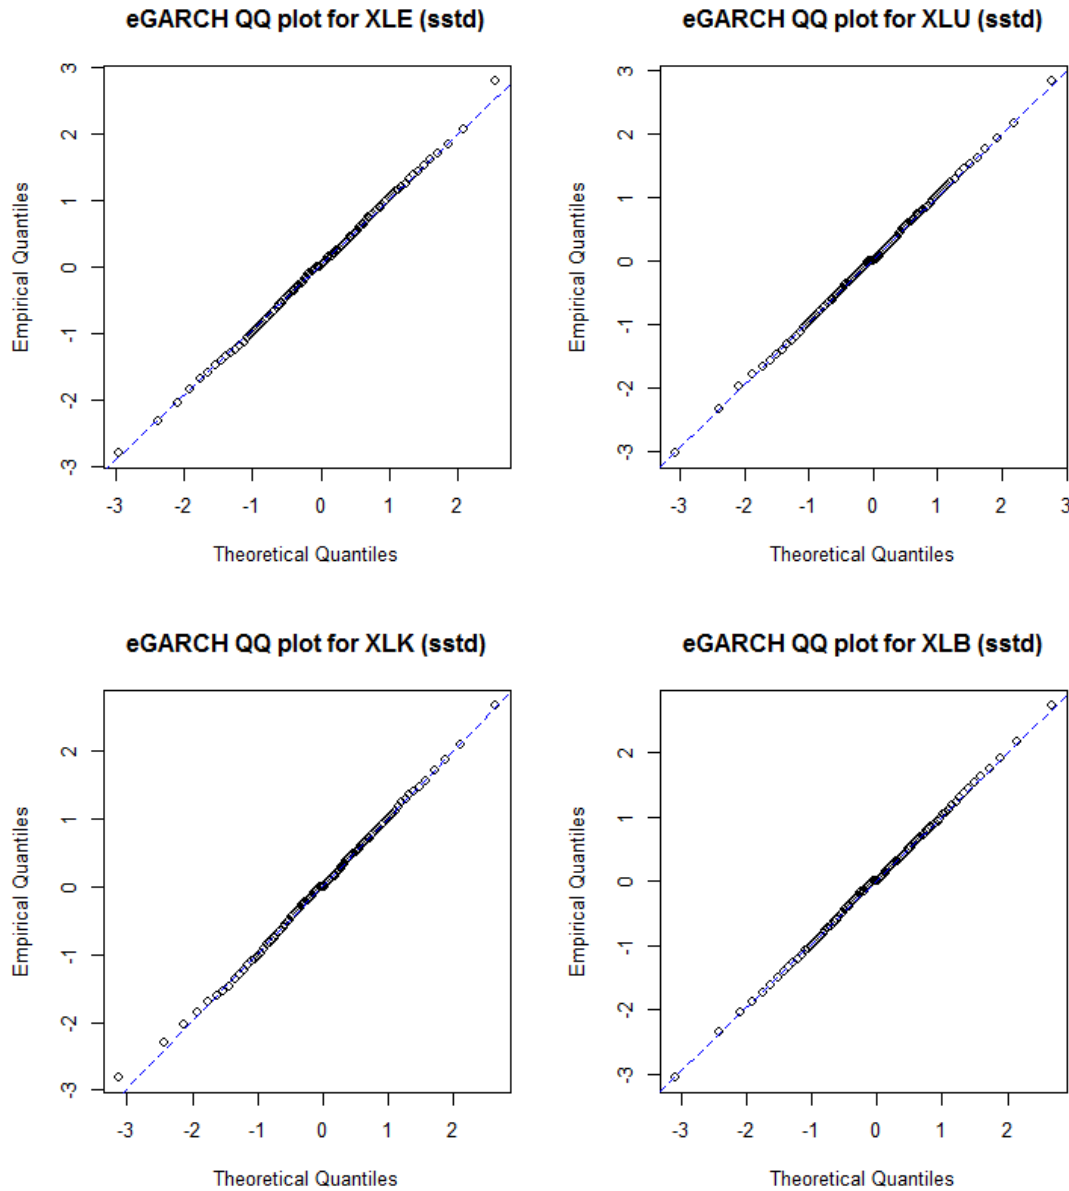 eGARCH QQ plot for XLE (sstd)
Empirical Quantiles
3
2
1
0
-1
-2
-3
-3 -2 -1 0 1 2
Theoretical Quantiles
eGARCH QQ plot for XLU (sstd)
Empirical Quantiles
3
2
1
0
-1
-2
-3
-3 -2 -1 0 1 2 3
Theoretical Quantiles
eGARCH QQ plot for XLK (sstd)
Empirical Quantiles
2
1
0
-1
-2
-3
-3 -2 -1 0 1 2
Theoretical Quantiles
eGARCH QQ plot for XLB (sstd)
Empirical Quantiles
2
1
0
-1
-2
-3
-3 -2 -1 0 1 2
Theoretical Quantiles